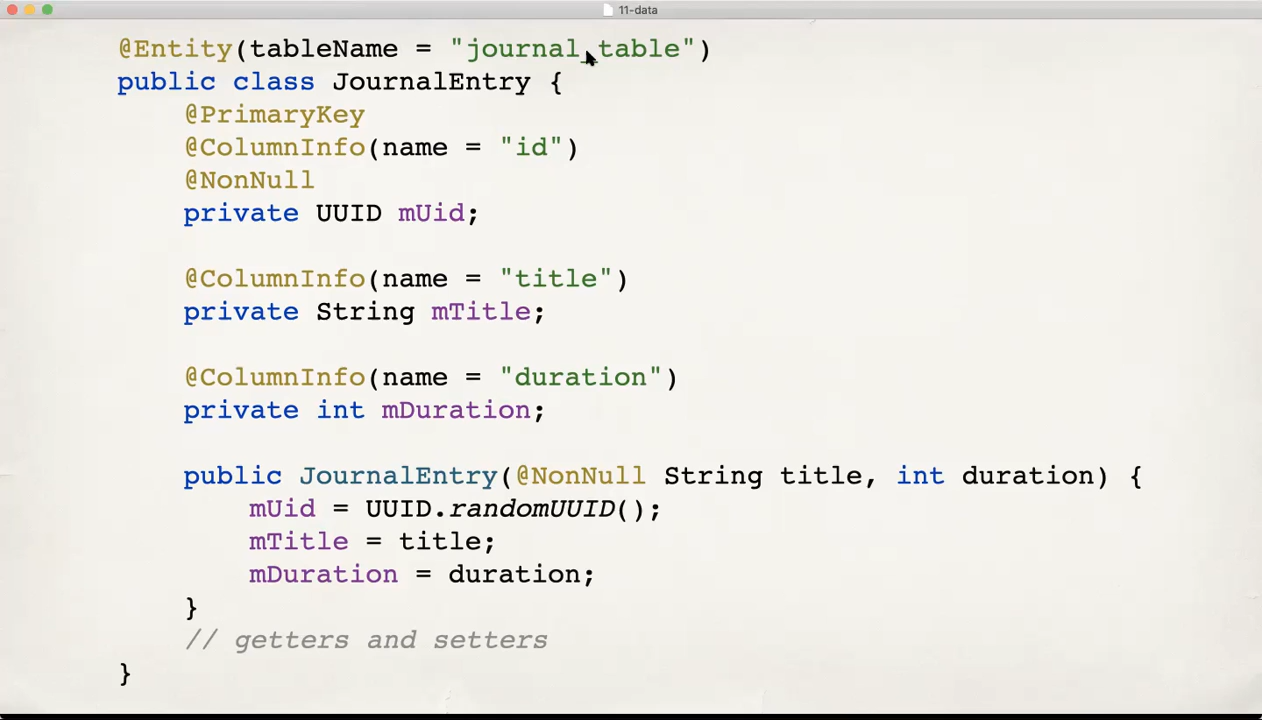 11-data
@Entity(tableName = "journal_table")
public class JournalEntry {
@PrimaryKey
@ColumnInfo(name = "id")
@NonNull
private UUID mUid;
@ColumnInfo(name = "title")
private String mTitle;
@ColumnInfo(name = "duration")
private int mDuration;
public JournalEntry(@NonNull String title, int duration) {
mUid = UUID.randomUUID();
mTitle = title;
mDuration = duration;
}
// getters and setters
}